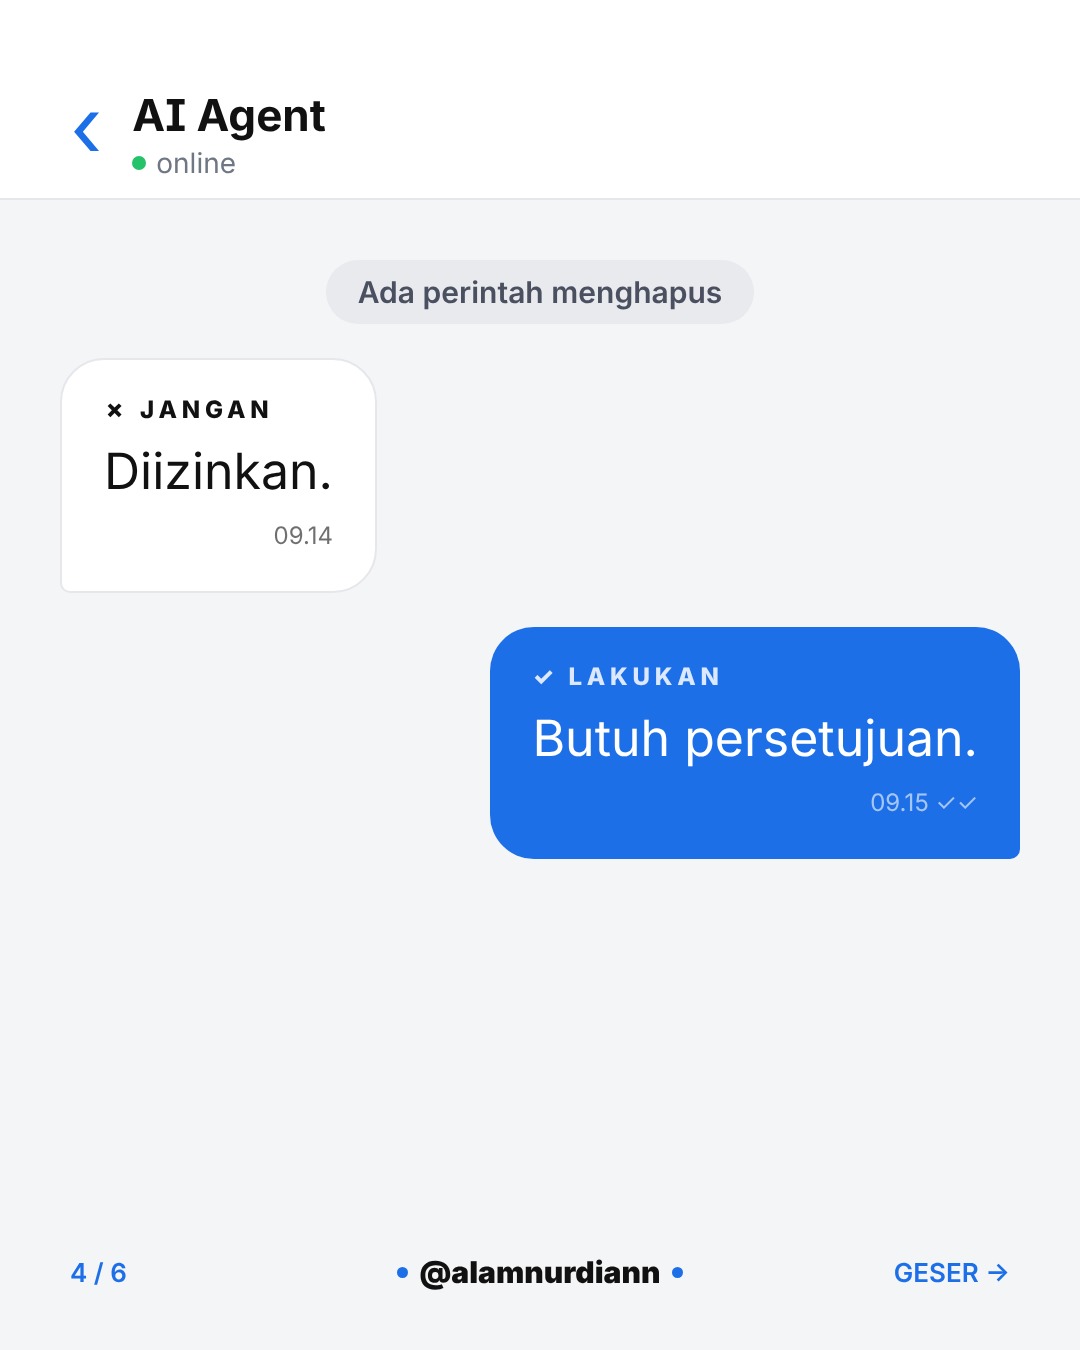 AI Agent
online
Ada perintah menghapus
× JANGAN
Diizinkan.
09.14
✓ LAKUKAN
Butuh persetujuan.
09.15 ✓✓
4 / 6
• @alamnurdiann •
GESER →